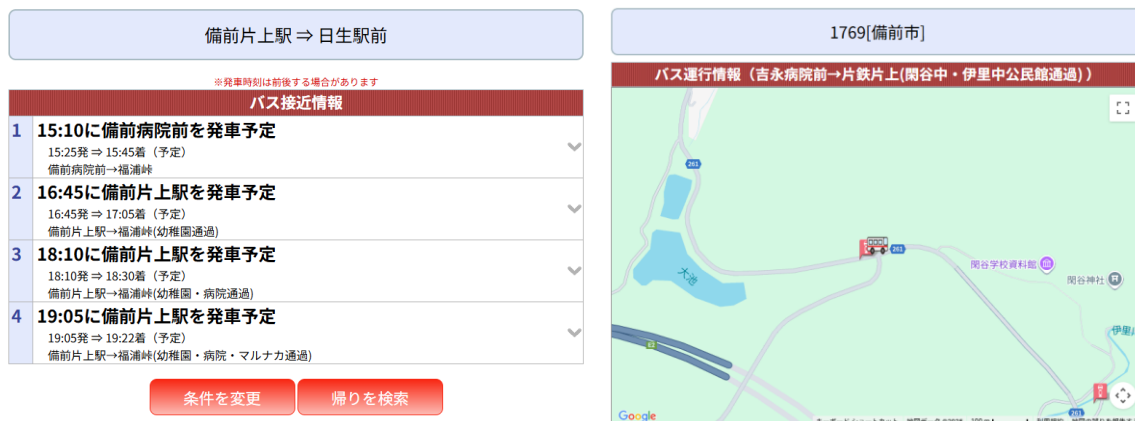 備前片上駅 ⇒ 日生駅前
※発車時刻は前後する場合があります
バス接近情報
1 15:10に備前病院前を発車予定
15:25発 ⇒ 15:45着（予定）
備前病院前→福浦峠
2 16:45に備前片上駅を発車予定
16:45発 ⇒ 17:05着（予定）
備前片上駅→福浦峠(幼稚園通過)
3 18:10に備前片上駅を発車予定
18:10発 ⇒ 18:30着（予定）
備前片上駅→福浦峠(幼稚園・病院通過)
4 19:05に備前片上駅を発車予定
19:05発 ⇒ 19:22着（予定）
備前片上駅→福浦峠(幼稚園・病院・マルナカ通過)
条件を変更
帰りを検索
1769[備前市]
バス運行情報（吉永病院前→片鉄片上(閑谷中・伊里中公民館通過)）
261
大池
261
閑谷学校資料館
閑谷神社
伊里
261
Google